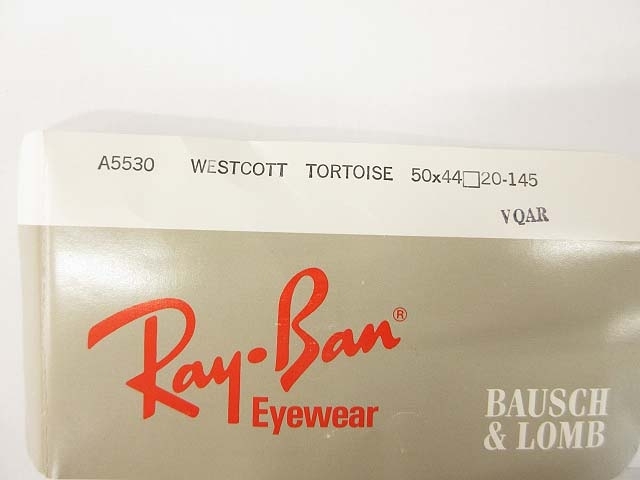 A5530 WESTCOTT TORTOISE 50x44□20-145
VQAR
Ray-Ban®
Eyewear
BAUSCH
& LOMB